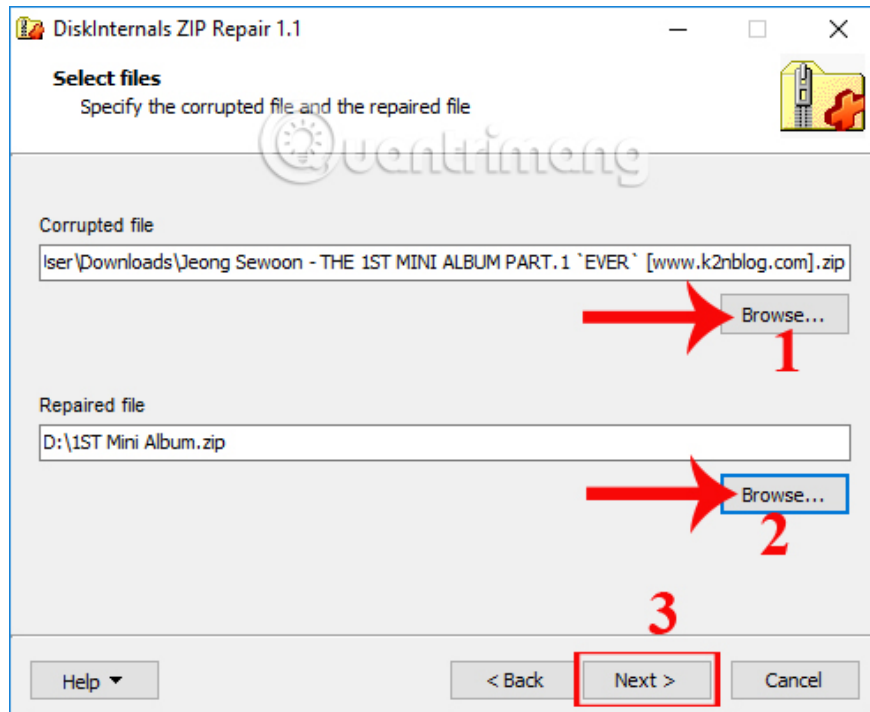 DiskInternals ZIP Repair 1.1
Select files
Specify the corrupted file and the repaired file
Quantrimang
Corrupted file
ser\Downloads\Jeong Sewoon - THE 1ST MINI ALBUM PART.1 `EVER` [www.k2nblog.com].zip
Browse...
1
Repaired file
D:\1ST Mini Album.zip
Browse...
2
3
Help
< Back
Next >
Cancel